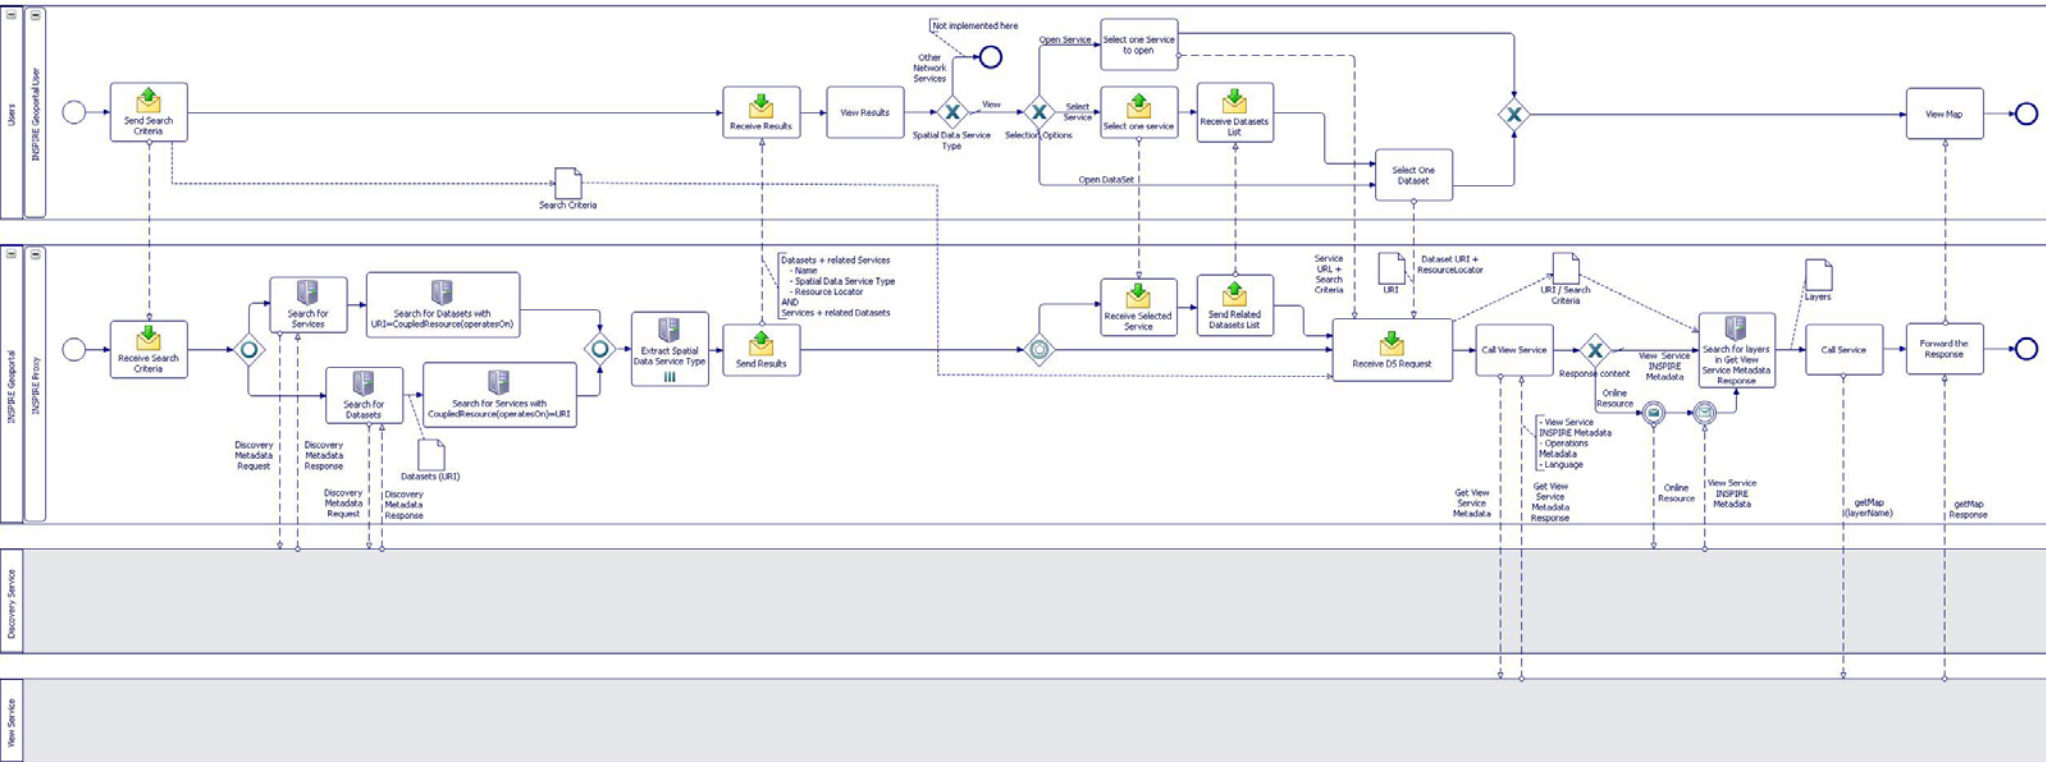 Users
INSPIRE Geoportal User
Send Search
Criteria
Search Criteria
Receive Results
View Results
Not implemented here
Other
Network
Services
Spatial Data Service
Type
View
Selection Options
Open Service
Select one Service
to open
Select
Service
Select one service
Receive Datasets
List
Open DataSet
Select One
Dataset
View Map
INSPIRE Geoportal
INSPIRE Proxy
Receive Search
Criteria
Search for
Services
Search for Datasets with
URI=CoupledResource(operatesOn)
Search for
Datasets
Search for Services with
CoupledResource(operatesOn)=URI
Datasets (URI)
Discovery
Metadata
Request
Discovery
Metadata
Response
Discovery
Metadata
Request
Discovery
Metadata
Response
Extract Spatial
Data Service Type
Send Results
Datasets + related Services
- Name
- Spatial Data Service Type
- Resource Locator
AND
Services + related Datasets
Receive Selected
Service
Send Related
Datasets List
Service
URL +
Search
Criteria
URI
Dataset URI +
ResourceLocator
Receive DS Request
URI / Search
Criteria
Call View Service
Response content
View Service
INSPIRE
Metadata
Online
Resource
Search for layers
in Get View
Service Metadata
Response
Layers
Call Service
Forward the
Response
- View Service
INSPIRE Metadata
- Operations
Metadata
- Language
Get View
Service
Metadata
Get View
Service
Metadata
Response
Online
Resource
View Service
INSPIRE
Metadata
getMap
(layerName)
getMap
Response
Discovery Service
View Service